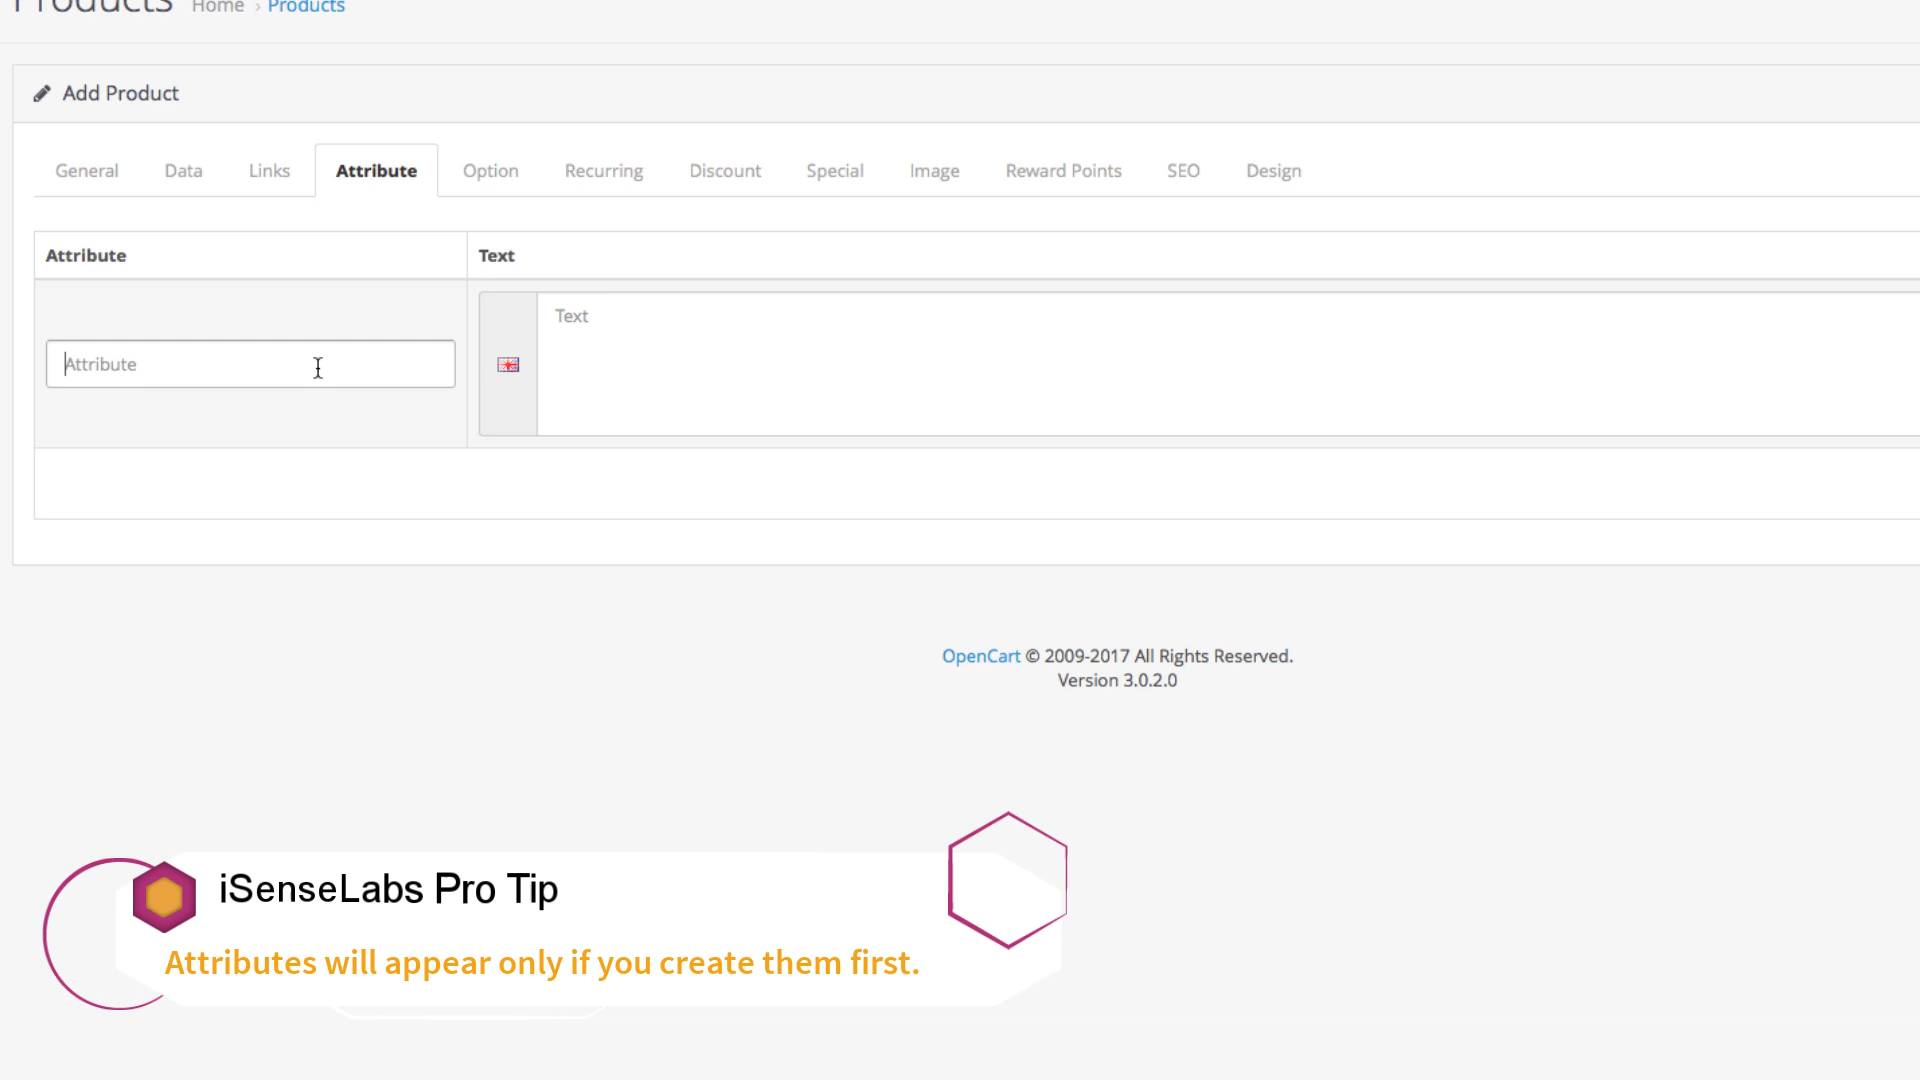 Products Home › Products
Add Product
General Data Links Attribute Option Recurring Discount Special Image Reward Points SEO Design
Attribute Text
Text
Attribute
OpenCart © 2009-2017 All Rights Reserved.
Version 3.0.2.0
iSenseLabs Pro Tip
Attributes will appear only if you create them first.